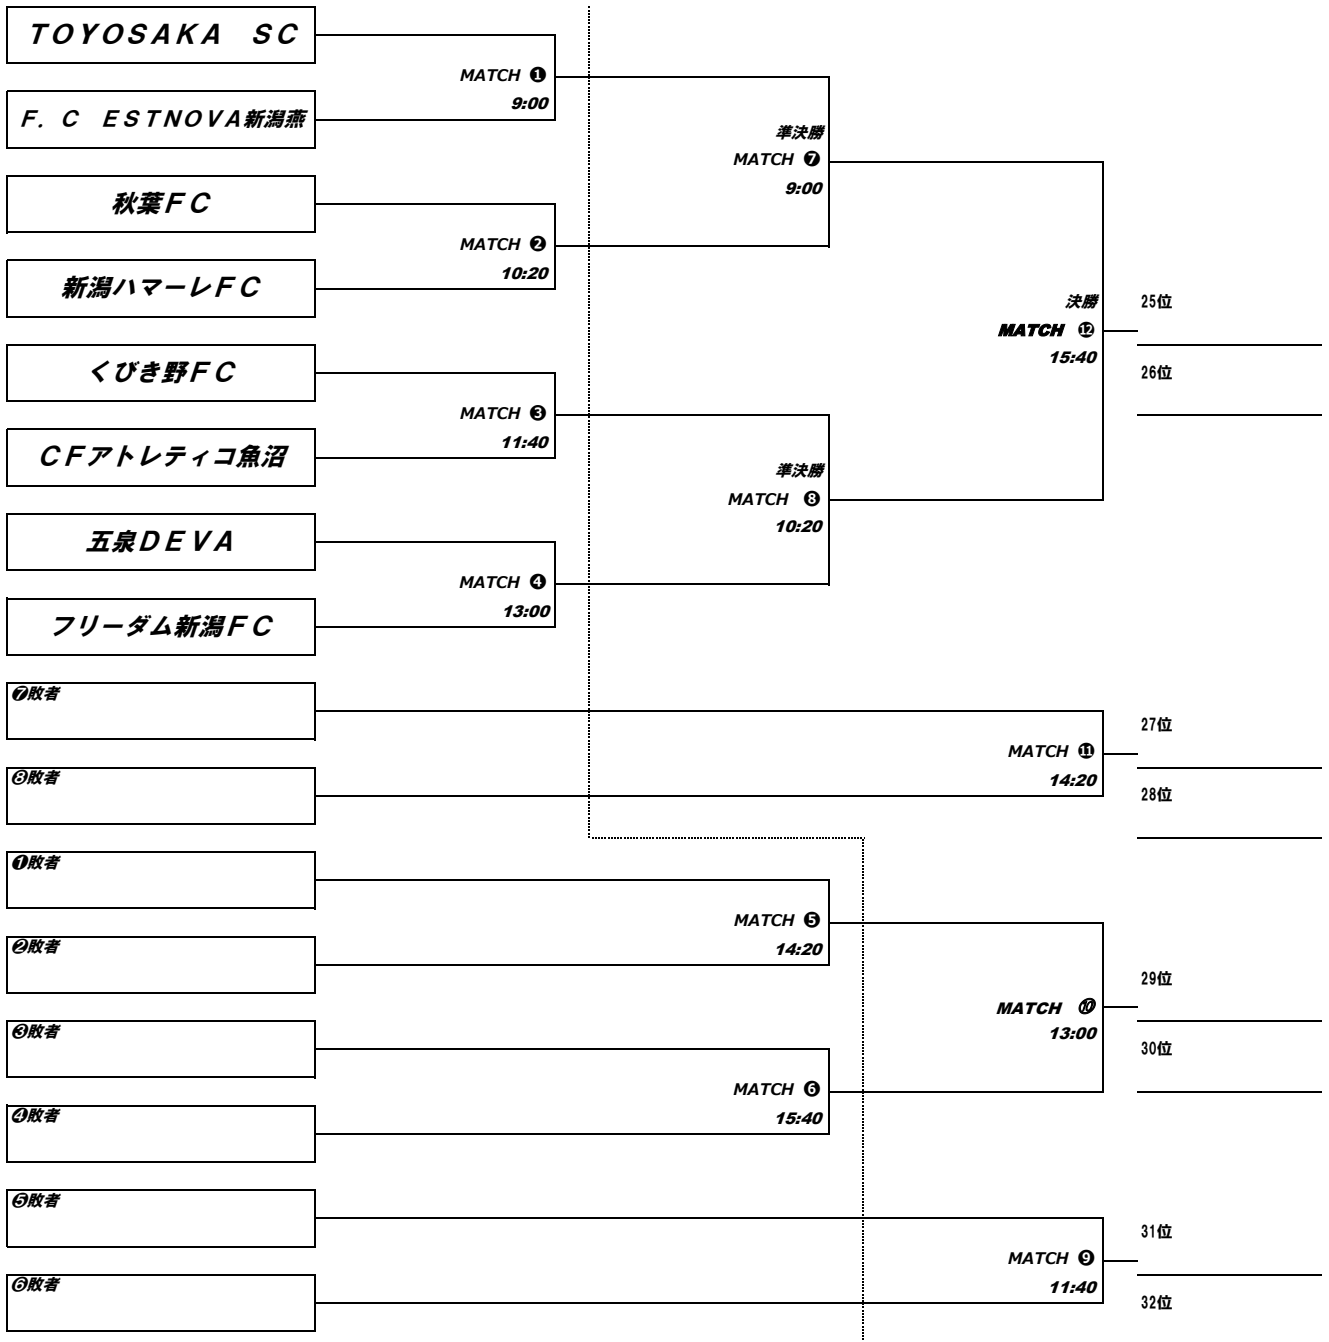 ＴＯＹＯＳＡＫＡ　ＳＣ
MATCH ❶
9:00
Ｆ．Ｃ　ＥＳＴＮＯＶＡ新潟燕
準決勝
MATCH ❼
9:00
秋葉ＦＣ
MATCH ❷
10:20
新潟ハマーレＦＣ
決勝
MATCH ⓬
15:40
25位
26位
くびき野ＦＣ
MATCH ❸
11:40
ＣＦアトレティコ魚沼
準決勝
MATCH ❽
10:20
五泉ＤＥＶＡ
MATCH ❹
13:00
フリーダム新潟ＦＣ
❼敗者
MATCH ⓫
14:20
27位
❽敗者
28位
❶敗者
MATCH ❺
14:20
❷敗者
MATCH ❿
13:00
29位
❸敗者
30位
MATCH ❻
15:40
❹敗者
❺敗者
MATCH ❾
11:40
31位
❻敗者
32位